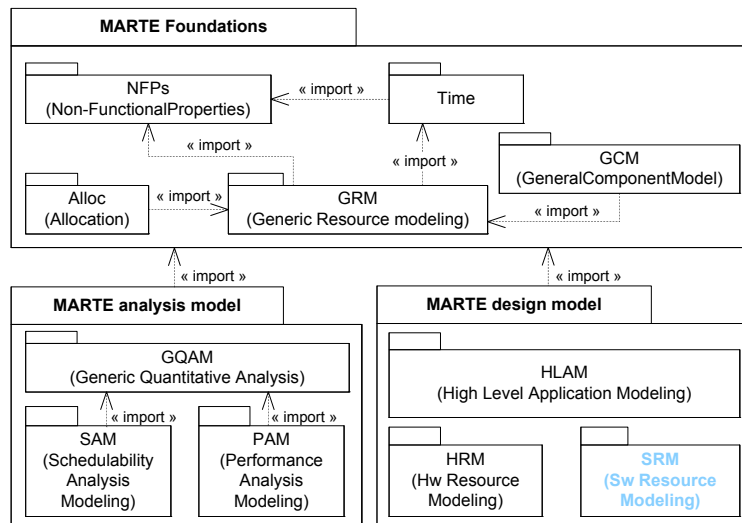 MARTE Foundations
NFPs
(Non-FunctionalProperties)
« import »
Time
« import »
« import »
GCM
(GeneralComponentModel)
Alloc
(Allocation)
« import »
GRM
(Generic Resource modeling)
« import »
« import »
« import »
MARTE analysis model
GQAM
(Generic Quantitative Analysis)
« import »
« import »
SAM
(Schedulability
Analysis
Modeling)
PAM
(Performance
Analysis
Modeling)
MARTE design model
HLAM
(High Level Application Modeling)
HRM
(Hw Resource
Modeling)
SRM
(Sw Resource
Modeling)